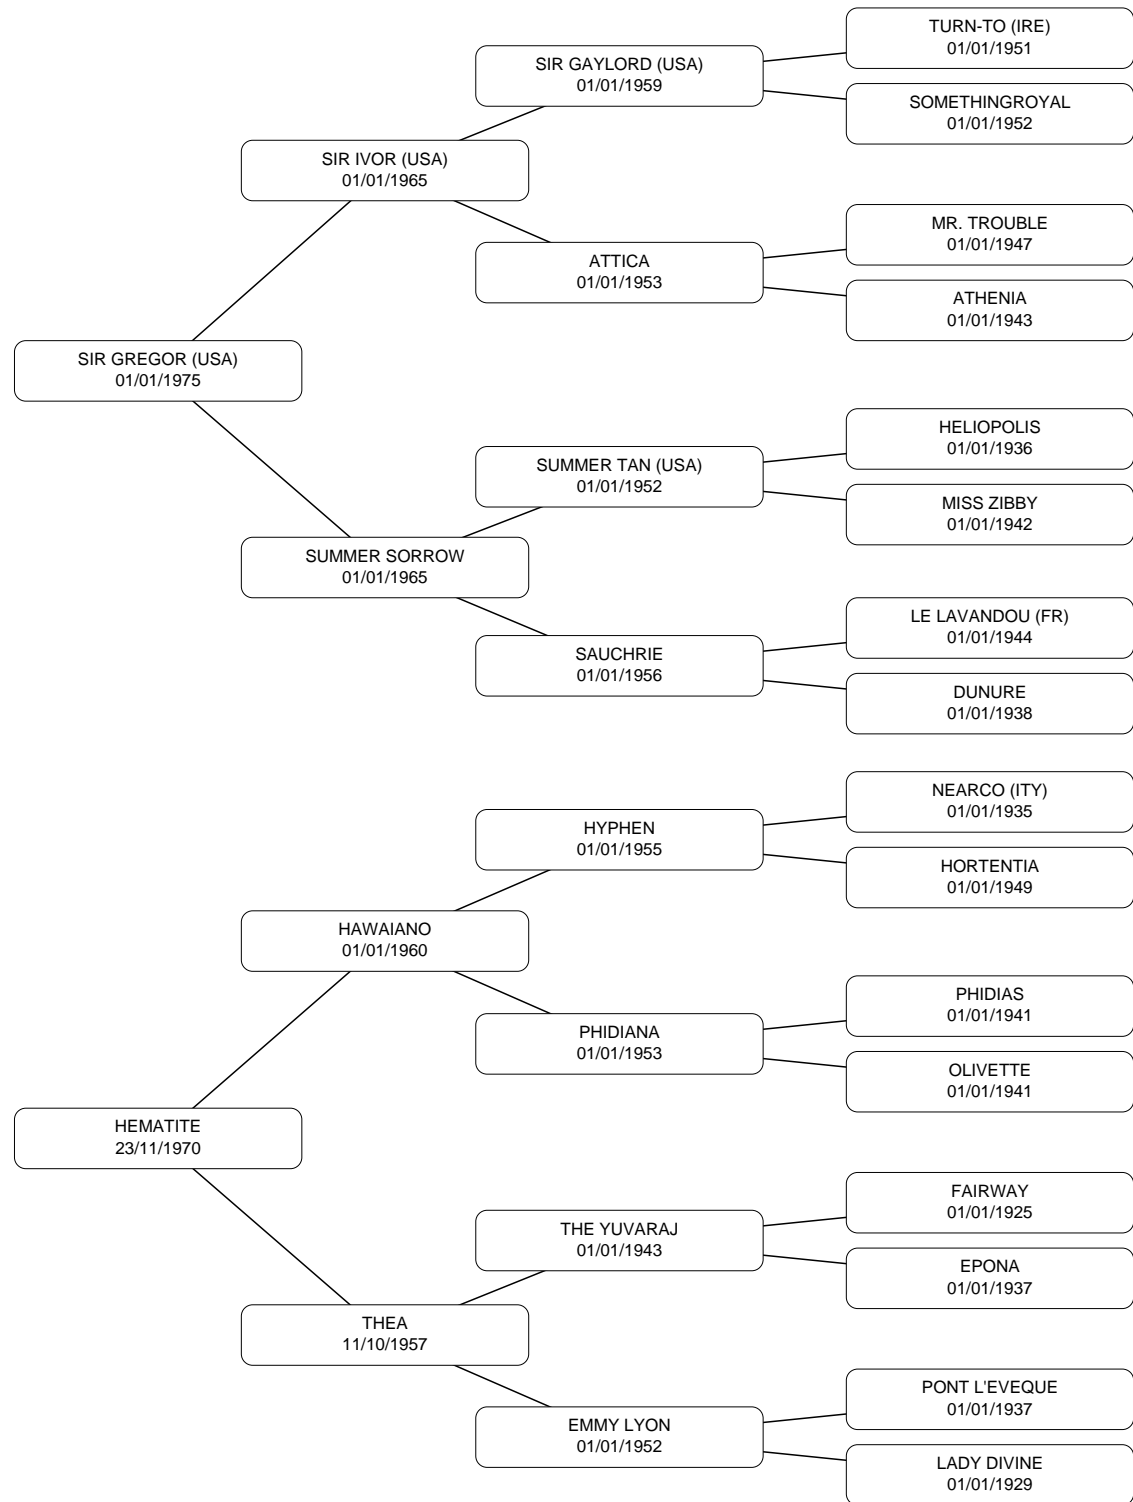 TURN-TO (IRE)
01/01/1951
SIR GAYLORD (USA)
01/01/1959
SOMETHINGROYAL
01/01/1952
SIR IVOR (USA)
01/01/1965
MR. TROUBLE
01/01/1947
ATTICA
01/01/1953
ATHENIA
01/01/1943
SIR GREGOR (USA)
01/01/1975
HELIOPOLIS
01/01/1936
SUMMER TAN (USA)
01/01/1952
MISS ZIBBY
01/01/1942
SUMMER SORROW
01/01/1965
LE LAVANDOU (FR)
01/01/1944
SAUCHRIE
01/01/1956
DUNURE
01/01/1938
NEARCO (ITY)
01/01/1935
HYPHEN
01/01/1955
HORTENTIA
01/01/1949
HAWAIANO
01/01/1960
PHIDIAS
01/01/1941
PHIDIANA
01/01/1953
OLIVETTE
01/01/1941
HEMATITE
23/11/1970
FAIRWAY
01/01/1925
THE YUVARAJ
01/01/1943
EPONA
01/01/1937
THEA
11/10/1957
PONT L'EVEQUE
01/01/1937
EMMY LYON
01/01/1952
LADY DIVINE
01/01/1929